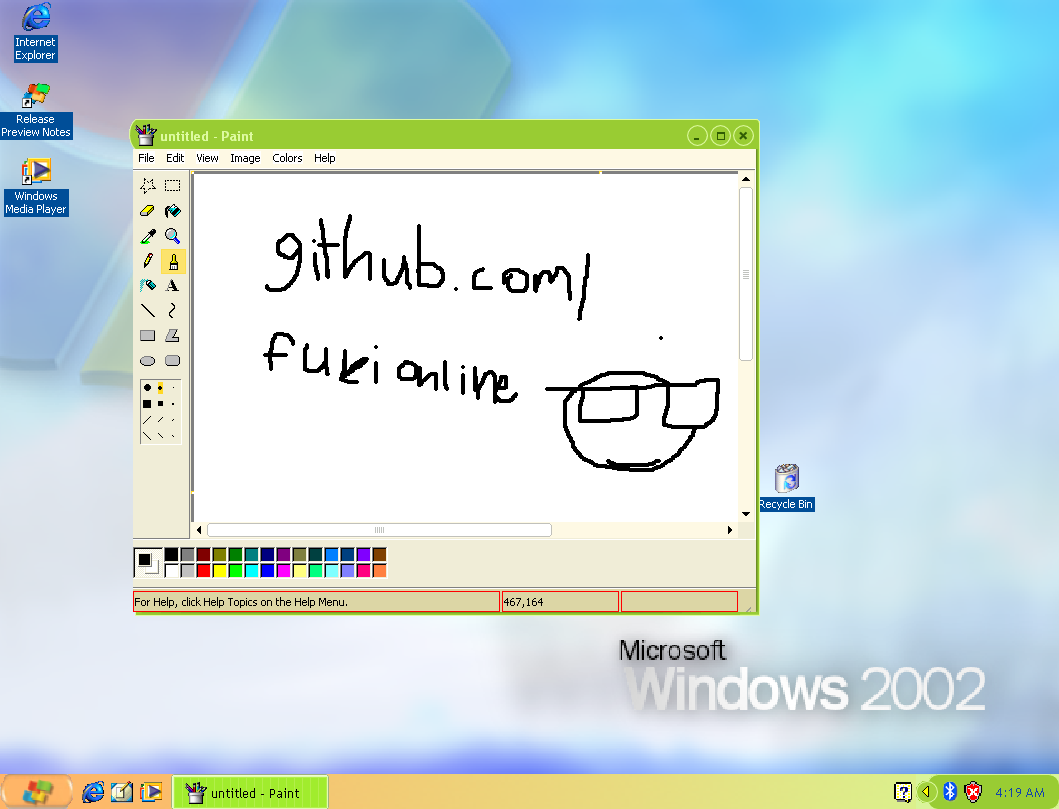 Internet
Explorer
Release
Preview Notes
Windows
Media Player
untitled - Paint
File Edit View Image Colors Help
github.com/
fukionline
Recycle Bin
For Help, click Help Topics on the Help Menu.
467,164
Microsoft
Windows 2002
untitled - Paint
4:19 AM